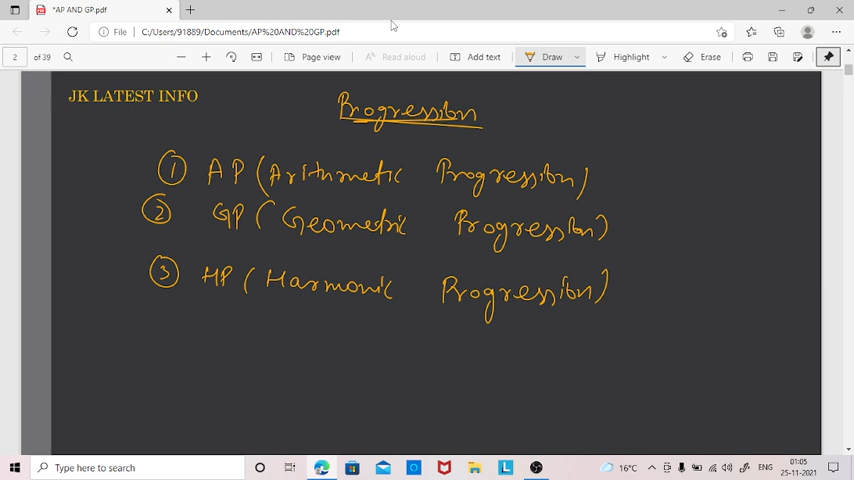 *AP AND GP.pdf
File C:/Users/91889/Documents/AP%20AND%20GP.pdf
2 of 39 Page view Read aloud Add text Draw Highlight Erase
JK LATEST INFO
Progression
1 AP (Arithmetic Progression)
2 GP (Geometric Progression)
3 HP (Harmonic Progression)
Type here to search 16°C ENG 01:05
25-11-2021